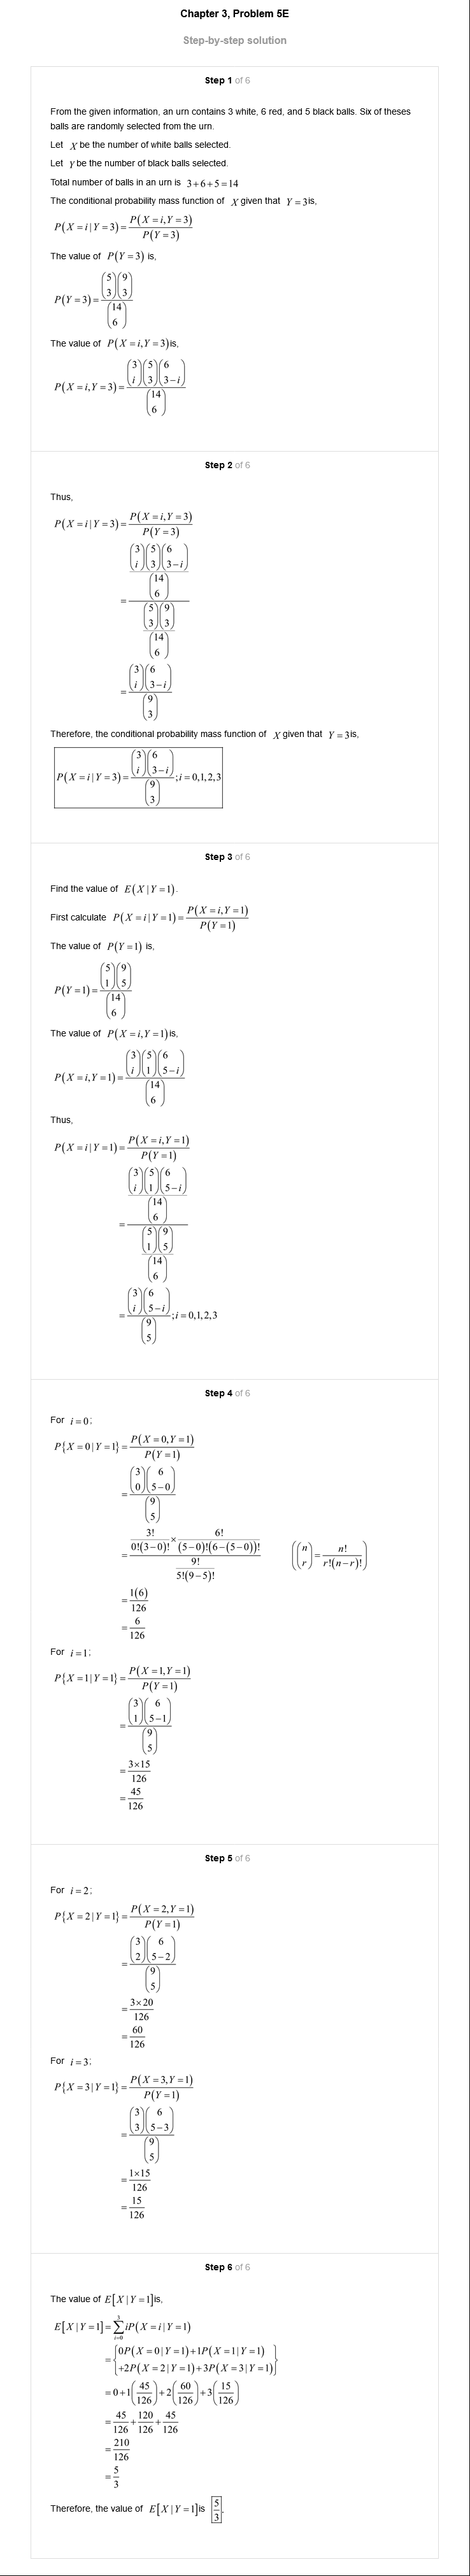 Chapter 3, Problem 5E
Step-by-step solution
Step 1 of 6
From the given information, an urn contains 3 white, 6 red, and 5 black balls. Six of theses
balls are randomly selected from the urn.
Let X be the number of white balls selected.
Let Y be the number of black balls selected.
Total number of balls in an urn is 3+6+5=14
The conditional probability mass function of X given that Y = 3 is,
P(X = i | Y = 3) = \frac{P(X = i, Y = 3)}{P(Y = 3)}
The value of P(Y = 3) is,
P(Y = 3) = \frac{\binom{5}{3}\binom{9}{3}}{\binom{14}{6}}
The value of P(X = i, Y = 3) is,
P(X = i, Y = 3) = \frac{\binom{3}{i}\binom{5}{3}\binom{6}{3-i}}{\binom{14}{6}}
Step 2 of 6
Thus,
P(X = i | Y = 3) = \frac{P(X = i, Y = 3)}{P(Y = 3)}
= \frac{\frac{\binom{3}{i}\binom{5}{3}\binom{6}{3-i}}{\binom{14}{6}}}{\frac{\binom{5}{3}\binom{9}{3}}{\binom{14}{6}}}
= \frac{\binom{3}{i}\binom{6}{3-i}}{\binom{9}{3}}
Therefore, the conditional probability mass function of X given that Y = 3 is,
P(X = i | Y = 3) = \frac{\binom{3}{i}\binom{6}{3-i}}{\binom{9}{3}}; i = 0,1,2,3
Step 3 of 6
Find the value of E(X | Y = 1).
First calculate P(X = i | Y = 1) = \frac{P(X = i, Y = 1)}{P(Y = 1)}
The value of P(Y = 1) is,
P(Y = 1) = \frac{\binom{5}{1}\binom{9}{5}}{\binom{14}{6}}
The value of P(X = i, Y = 1) is,
P(X = i, Y = 1) = \frac{\binom{3}{i}\binom{5}{1}\binom{6}{5-i}}{\binom{14}{6}}
Thus,
P(X = i | Y = 1) = \frac{P(X = i, Y = 1)}{P(Y = 1)}
= \frac{\frac{\binom{3}{i}\binom{5}{1}\binom{6}{5-i}}{\binom{14}{6}}}{\frac{\binom{5}{1}\binom{9}{5}}{\binom{14}{6}}}
= \frac{\binom{3}{i}\binom{6}{5-i}}{\binom{9}{5}}; i = 0,1,2,3
Step 4 of 6
For i = 0;
P{X = 0 | Y = 1} = \frac{P(X = 0, Y = 1)}{P(Y = 1)}
= \frac{\binom{3}{0}\binom{6}{5-0}}{\binom{9}{5}}
= \frac{\frac{3!}{0!(3-0)!} × \frac{6!}{(5-0)!(6-(5-0))!}}{\frac{9!}{5!(9-5)!}} \left(\binom{n}{r} = \frac{n!}{r!(n-r)!}\right)
= \frac{1(6)}{126}
= \frac{6}{126}
For i = 1;
P{X = 1 | Y = 1} = \frac{P(X = 1, Y = 1)}{P(Y = 1)}
= \frac{\binom{3}{1}\binom{6}{5-1}}{\binom{9}{5}}
= \frac{3×15}{126}
= \frac{45}{126}
Step 5 of 6
For i = 2;
P{X = 2 | Y = 1} = \frac{P(X = 2, Y = 1)}{P(Y = 1)}
= \frac{\binom{3}{2}\binom{6}{5-2}}{\binom{9}{5}}
= \frac{3×20}{126}
= \frac{60}{126}
For i = 3;
P{X = 3 | Y = 1} = \frac{P(X = 3, Y = 1)}{P(Y = 1)}
= \frac{\binom{3}{3}\binom{6}{5-3}}{\binom{9}{5}}
= \frac{1×15}{126}
= \frac{15}{126}
Step 6 of 6
The value of E[X | Y = 1] is,
E[X | Y = 1] = \sum_{i=0}^{3} iP(X = i | Y = 1)
= {0P(X = 0 | Y = 1)+1P(X = 1 | Y = 1)
+2P(X = 2 | Y = 1)+3P(X = 3 | Y = 1)}
= 0+1(\frac{45}{126})+2(\frac{60}{126})+3(\frac{15}{126})
= \frac{45}{126}+\frac{120}{126}+\frac{45}{126}
= \frac{210}{126}
= \frac{5}{3}
Therefore, the value of E[X | Y = 1] is \frac{5}{3}.